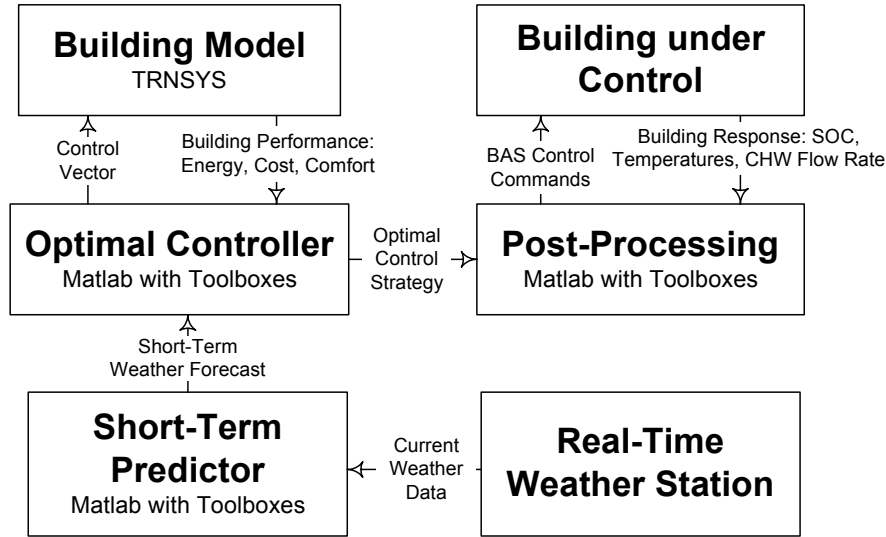 Building Model
TRNSYS
Building under
Control
Control
Vector
Building Performance:
Energy, Cost, Comfort
BAS Control
Commands
Building Response: SOC,
Temperatures, CHW Flow Rate
Optimal Controller
Matlab with Toolboxes
Optimal
Control
Strategy
Post-Processing
Matlab with Toolboxes
Short-Term
Weather Forecast
Short-Term
Predictor
Matlab with Toolboxes
Current
Weather
Data
Real-Time
Weather Station